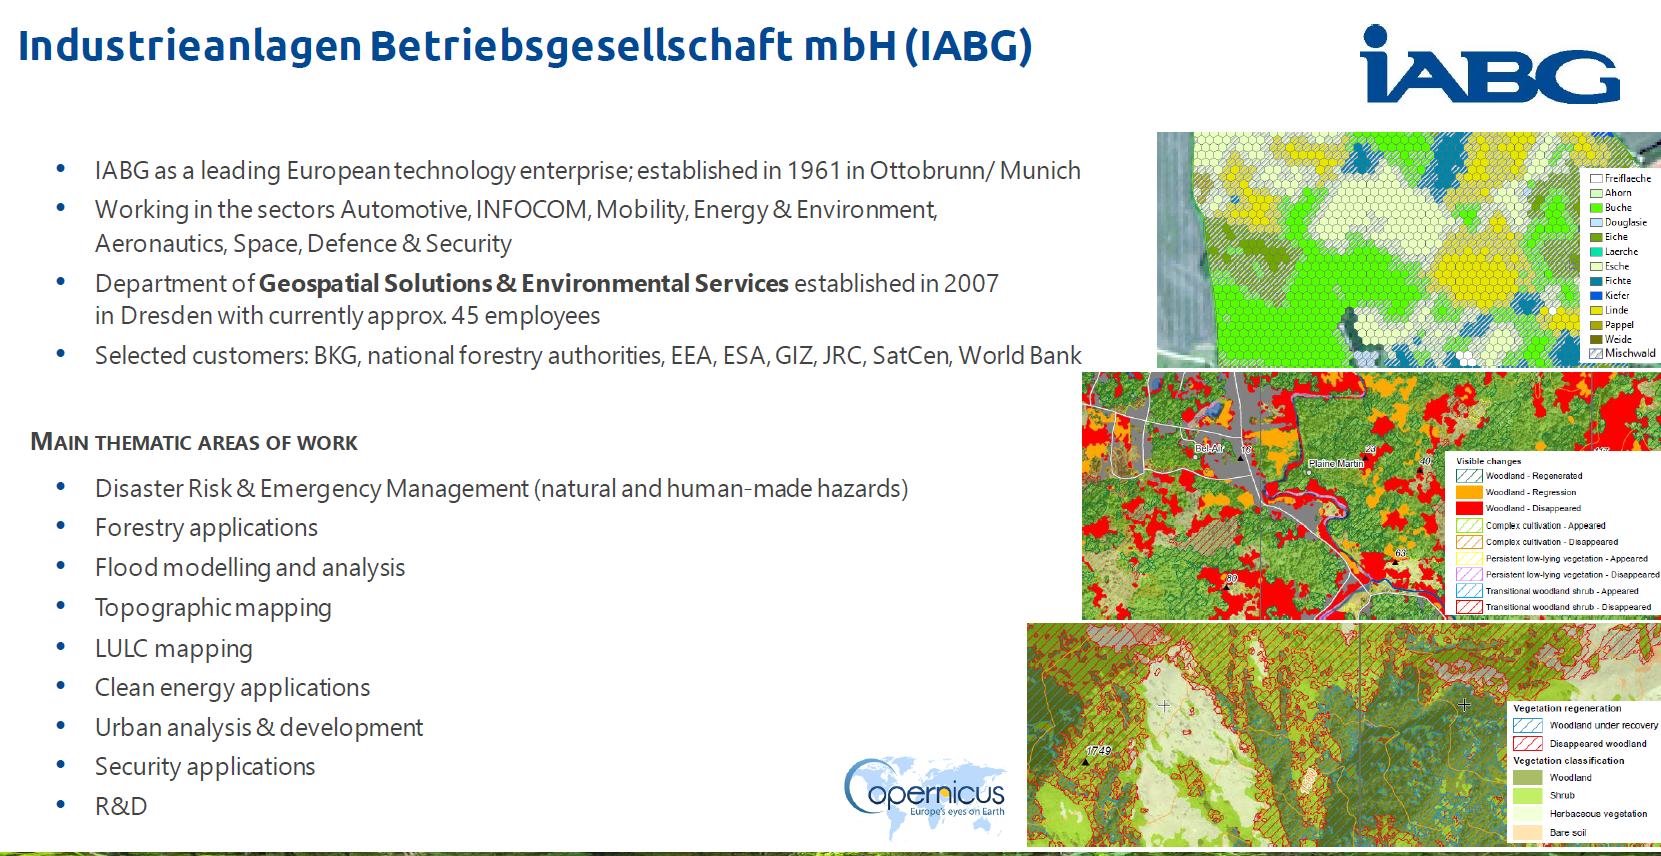 Industrieanlagen Betriebsgesellschaft mbH (IABG)
iABG
• IABG as a leading European technology enterprise; established in 1961 in Ottobrunn/ Munich
• Working in the sectors Automotive, INFOCOM, Mobility, Energy & Environment,
Aeronautics, Space, Defence & Security
• Department of Geospatial Solutions & Environmental Services established in 2007
in Dresden with currently approx. 45 employees
• Selected customers: BKG, national forestry authorities, EEA, ESA, GIZ, JRC, SatCen, World Bank
MAIN THEMATIC AREAS OF WORK
• Disaster Risk & Emergency Management (natural and human-made hazards)
• Forestry applications
• Flood modelling and analysis
• Topographic mapping
• LULC mapping
• Clean energy applications
• Urban analysis & development
• Security applications
• R&D
Copernicus
Europe's eyes on Earth
Freiflaeche
Ahorn
Buche
Douglasie
Eiche
Laerche
Esche
Fichte
Kiefer
Linde
Pappel
Weide
Mischwald
Bel-Air
16
Plaine Martin
23
40
63
80
Visible changes
Woodland - Regenerated
Woodland - Regression
Woodland - Disappeared
Complex cultivation - Appeared
Complex cultivation - Disappeared
Persistent low-lying vegetation - Appeared
Persistent low-lying vegetation - Disappeared
Transitional woodland shrub - Appeared
Transitional woodland shrub - Disappeared
1749
Vegetation regeneration
Woodland under recovery
Disappeared woodland
Vegetation classification
Woodland
Shrub
Herbaceous vegetation
Bare soil